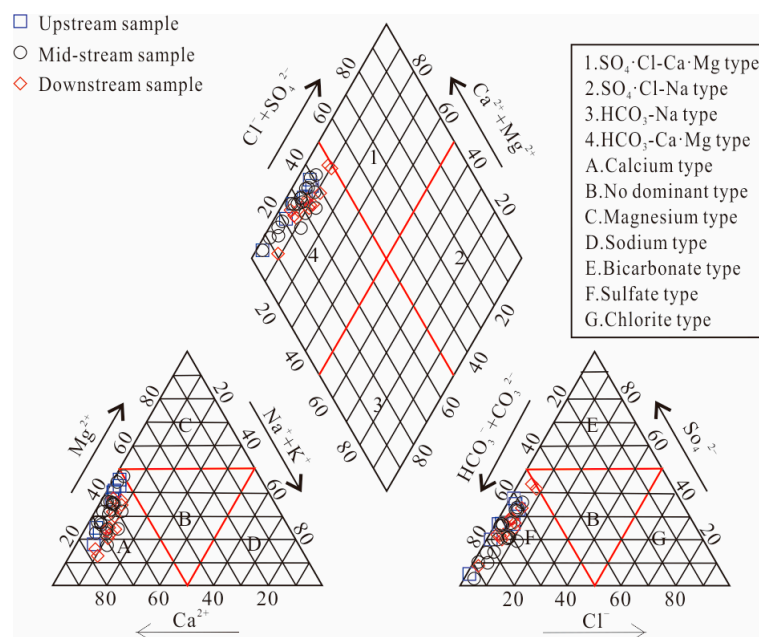 Upstream sample
Mid-stream sample
Downstream sample
1.SO₄·Cl-Ca·Mg type
2.SO₄·Cl-Na type
3.HCO₃-Na type
4.HCO₃-Ca·Mg type
A.Calcium type
B.No dominant type
C.Magnesium type
D.Sodium type
E.Bicarbonate type
F.Sulfate type
G.Chlorite type
Cl⁻+SO₄²⁻
Ca²⁺+Mg²⁺
80
60
40
20
80
60
40
20
1
2
3
4
20
40
60
80
20
40
60
80
Mg²⁺
Na⁺+K⁺
80
60
40
20
20
40
60
80
C
B
A
D
80
60
40
20
Ca²⁺
HCO₃⁻+CO₃²⁻
So₄²⁻
20
40
60
80
80
60
40
20
E
B
F
G
20
40
60
80
Cl⁻